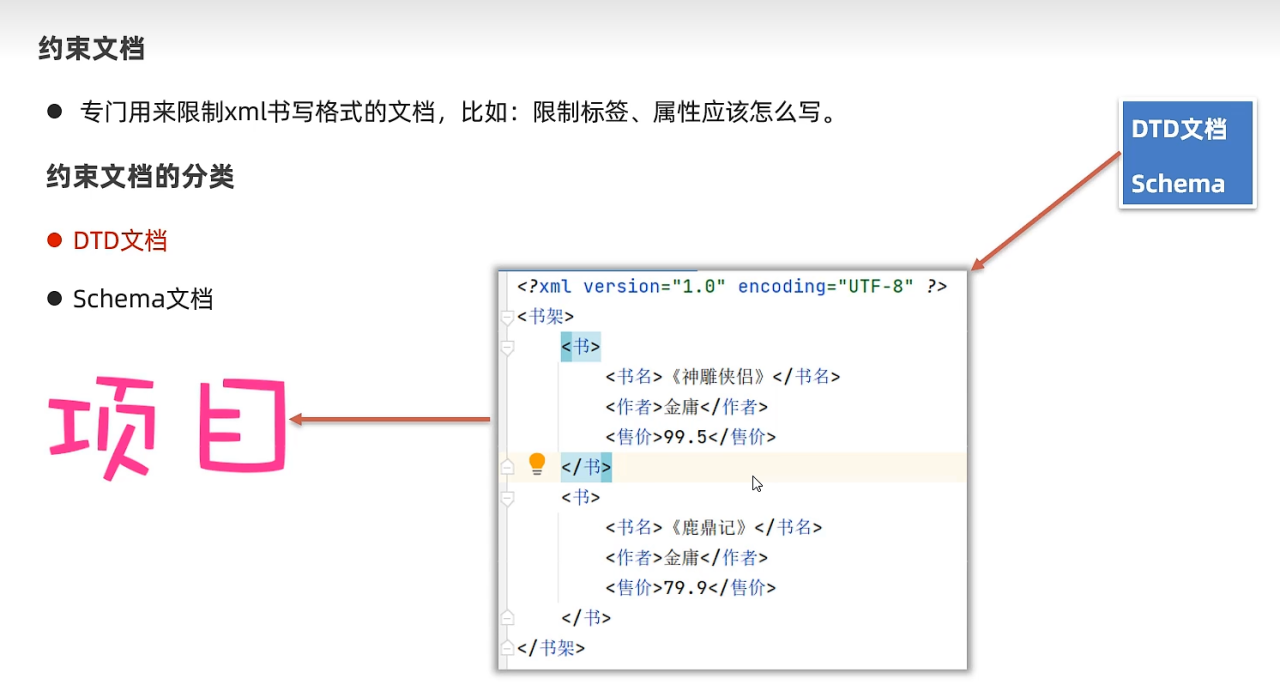 约束文档
● 专门用来限制xml书写格式的文档，比如：限制标签、属性应该怎么写。
约束文档的分类
● DTD文档
● Schema文档
项目
DTD文档
Schema
<?xml version="1.0" encoding="UTF-8" ?>
<书架>
<书>
<书名>《神雕侠侣》</书名>
<作者>金庸</作者>
<售价>99.5</售价>
</书>
<书>
<书名>《鹿鼎记》</书名>
<作者>金庸</作者>
<售价>79.9</售价>
</书>
</书架>